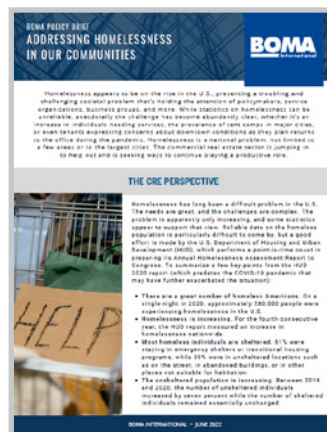 BOMA POLICY BRIEF
ADDRESSING HOMELESSNESS
IN OUR COMMUNITIES
BOMA
International
Homelessness appears to be on the rise in the U.S., presenting a troubling and
challenging societal problem that's holding the attention of policymakers, service
organizations, business groups, and more. While statistics on homelessness can be
unreliable, anecdotally the challenge has become abundantly clear, whether it's an
increase in individuals needing services, the prevalence of tent camps in major cities,
or even tenants expressing concerns about downtown conditions as they plan returns
to the office during the pandemic. Homelessness is a national problem, not limited to
a few areas or to the largest cities. The commercial real estate sector is jumping in
to help out and is seeking ways to continue playing a productive role.
THE CRE PERSPECTIVE
Homelessness has long been a difficult problem in the U.S.
The needs are great, and the challenges are complex. The
problem is apparently only increasing, and some statistics
appear to support that view. Reliable data on the homeless
population is particularly difficult to come by, but a good
effort is made by the U.S. Department of Housing and Urban
Development (HUD), which performs a point-in-time count in
preparing its Annual Homelessness Assessment Report to
Congress. To summarize a few key points from the HUD
2020 report (which predates the COVID-19 pandemic that
may have further exacerbated the situation):
• There are a great number of homeless Americans. On a
single night in 2020, approximately 580,000 people were
experiencing homelessness in the U.S.
• Homelessness is increasing. For the fourth consecutive
year, the HUD report measured an increase in
homelessness nationwide.
• Most homeless individuals are sheltered. 61% were
staying in emergency shelters or transitional housing
programs, while 39% were in unsheltered locations such
as on the street, in abandoned buildings, or in other
places not suitable for habitation.
• The unsheltered population is increasing. Between 2019
and 2020, the number of unsheltered individuals
increased by seven percent while the number of sheltered
individuals remained essentially unchanged.
HELP
BOMA INTERNATIONAL - JUNE 2022